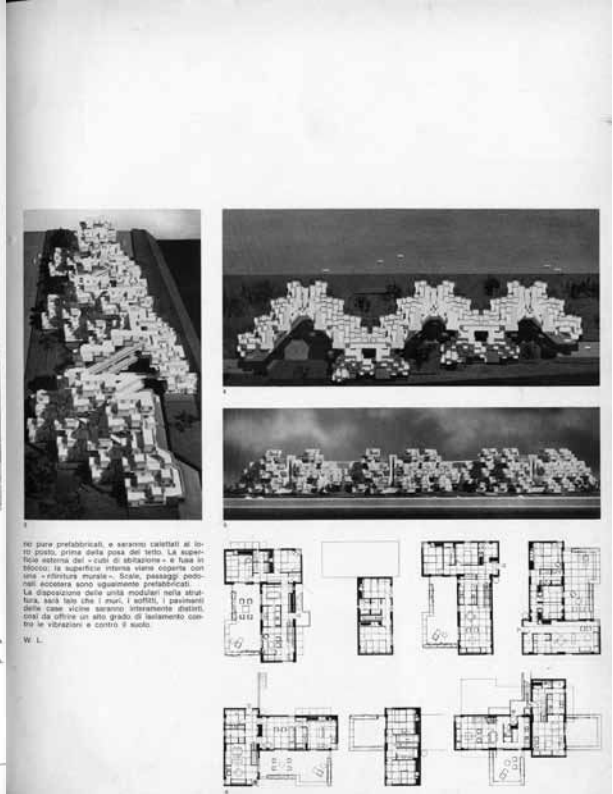 no pure prefabbricati, e saranno calettati al lo-
ro posto, prima della posa del tetto. La super-
ficie esterna dei « cubi di abitazione » è fusa in
blocco; la superficie interna viene coperta con
una « rifinitura murale ». Scale, passaggi pedo-
nali eccetera sono ugualmente prefabbricati.
La disposizione delle unità modulari nella strut-
tura, sarà tale che i muri, i soffitti, i pavimenti
delle case vicine saranno interamente distinti,
così da offrire un alto grado di isolamento con-
tro le vibrazioni e contro il suolo.
W. L.